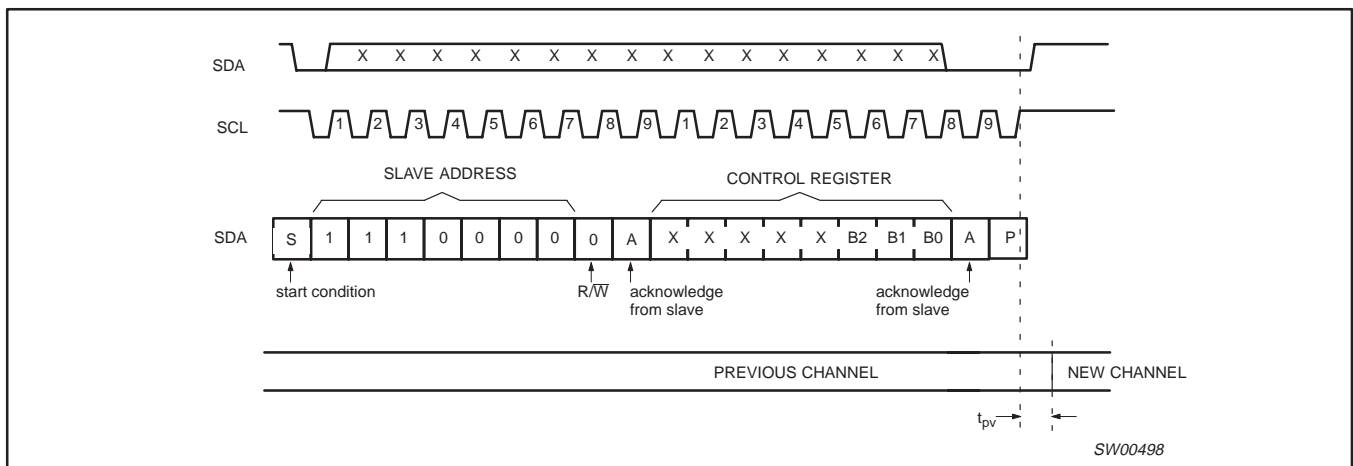 SDA X X X X X X X X X X X X X X X X
SCL 1 2 3 4 5 6 7 8 9 1 2 3 4 5 6 7 8 9
SLAVE ADDRESS CONTROL REGISTER
SDA S 1 1 1 0 0 0 0 0 A X X X X X B2 B1 B0 A P
start condition R/W̅ acknowledge acknowledge
from slave from slave
PREVIOUS CHANNEL NEW CHANNEL
tpv
SW00498